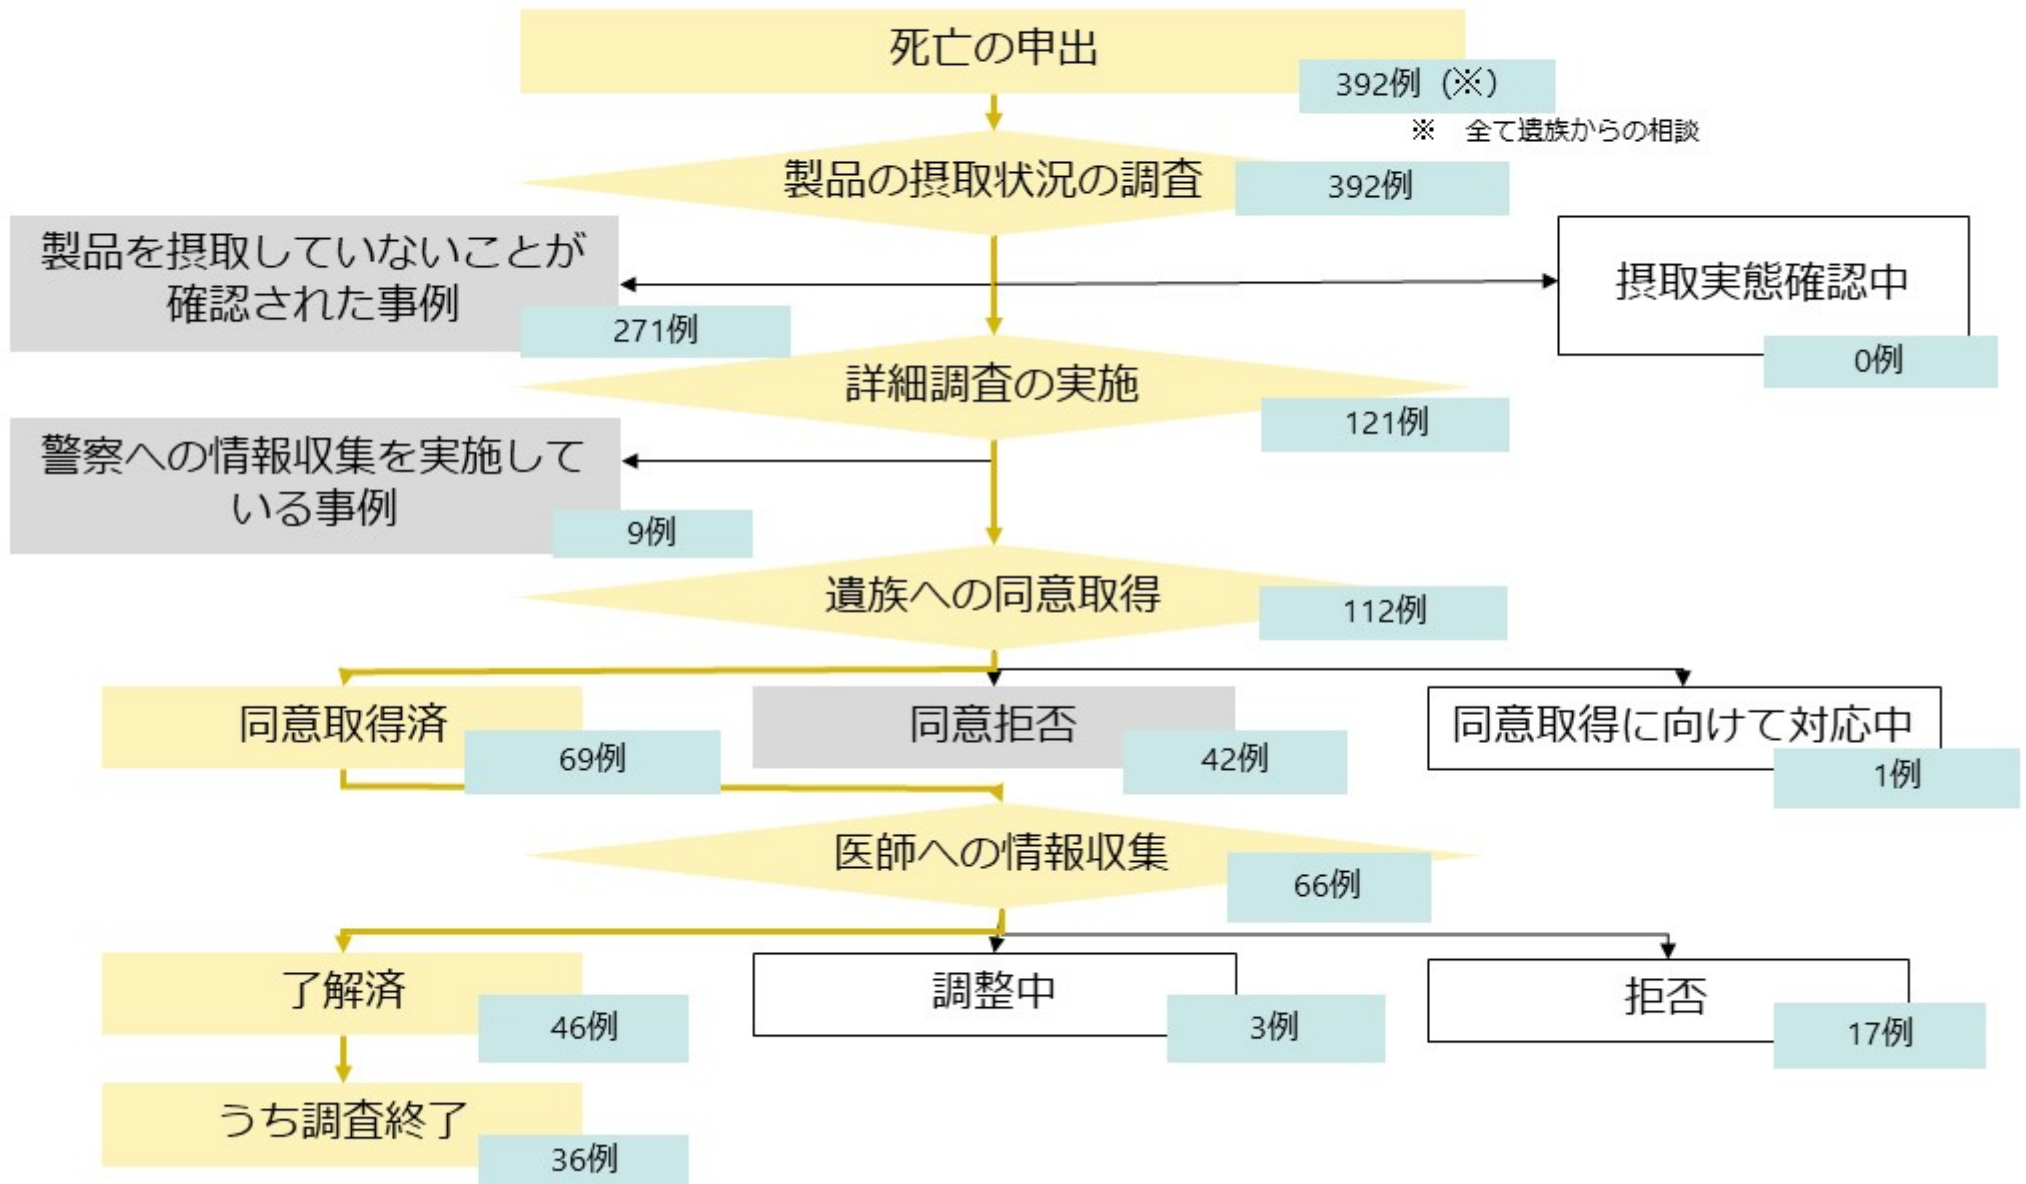 死亡の申出
392例（※）
※　全て遺族からの相談
製品の摂取状況の調査
392例
製品を摂取していないことが
確認された事例
271例
摂取実態確認中
0例
詳細調査の実施
121例
警察への情報収集を実施して
いる事例
9例
遺族への同意取得
112例
同意取得済
69例
同意拒否
42例
同意取得に向けて対応中
1例
医師への情報収集
66例
了解済
46例
調整中
3例
拒否
17例
うち調査終了
36例